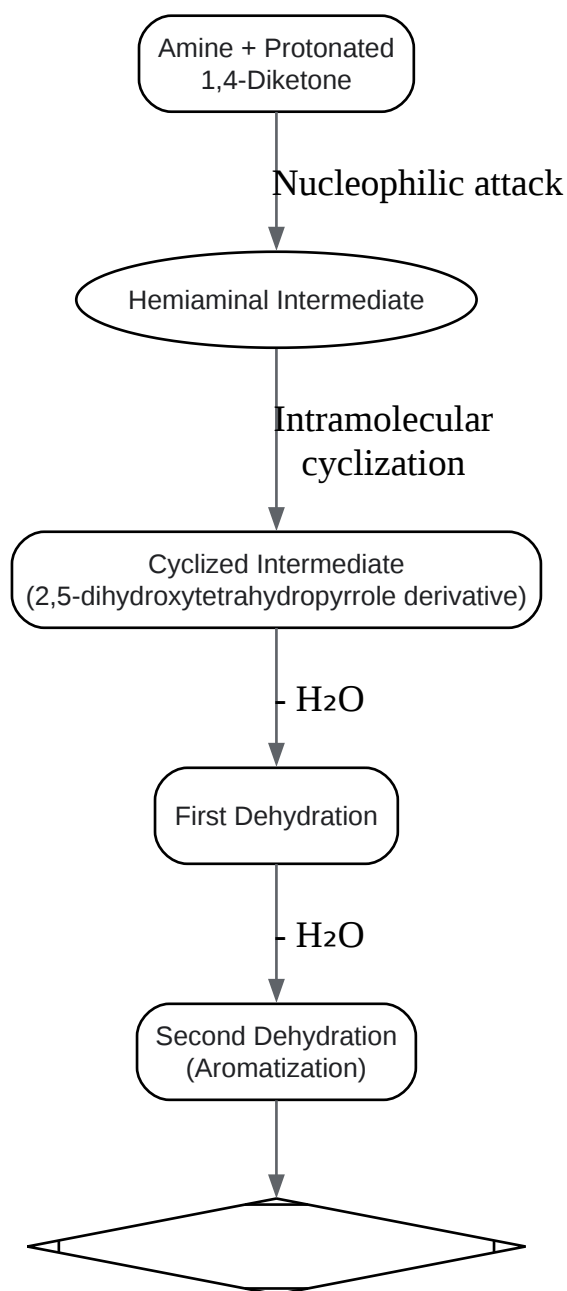 Amine + Protonated
1,4-Diketone
Nucleophilic attack
Hemiaminal Intermediate
Intramolecular
cyclization
Cyclized Intermediate
(2,5-dihydroxytetrahydropyrrole derivative)
- H₂O
First Dehydration
- H₂O
Second Dehydration
(Aromatization)